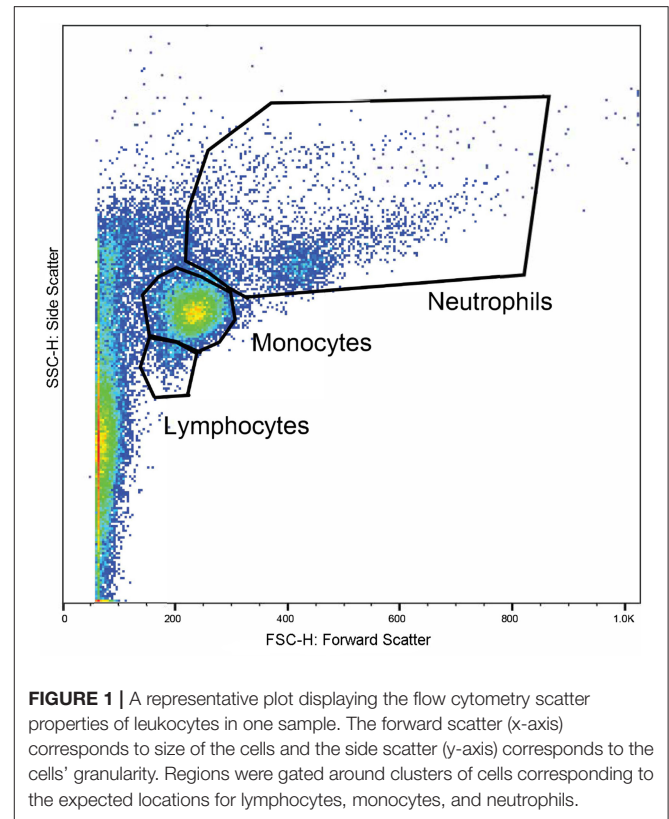 SSC-H: Side Scatter
Neutrophils
Monocytes
Lymphocytes
0 200 400 600 800 1.0K
FSC-H: Forward Scatter
FIGURE 1 | A representative plot displaying the flow cytometry scatter
properties of leukocytes in one sample. The forward scatter (x-axis)
corresponds to size of the cells and the side scatter (y-axis) corresponds to the
cells’ granularity. Regions were gated around clusters of cells corresponding to
the expected locations for lymphocytes, monocytes, and neutrophils.